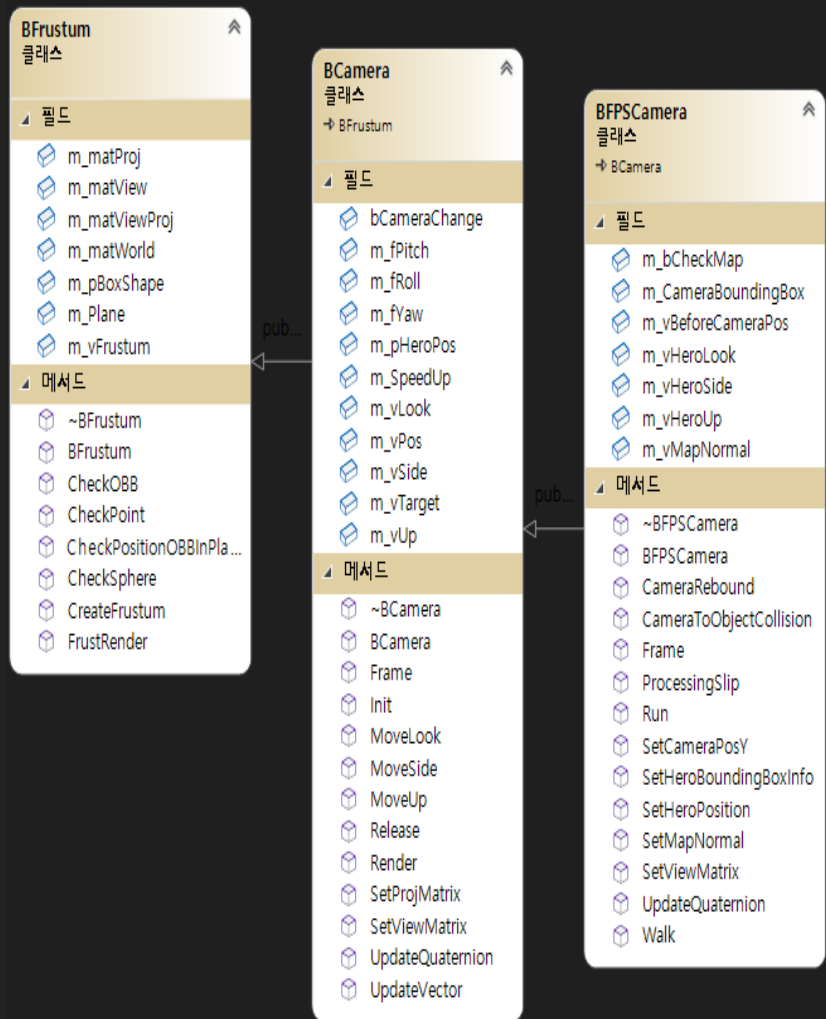 BFrustum
클래스
필드
m_matProj
m_matView
m_matViewProj
m_matWorld
m_pBoxShape
m_Plane
m_vFrustum
메서드
~BFrustum
BFrustum
CheckOBB
CheckPoint
CheckPositionOBBInPla...
CheckSphere
CreateFrustum
FrustRender
pub...
BCamera
클래스
BFrustum
필드
bCameraChange
m_fPitch
m_fRoll
m_fYaw
m_pHeroPos
m_SpeedUp
m_vLook
m_vPos
m_vSide
m_vTarget
m_vUp
메서드
~BCamera
BCamera
Frame
Init
MoveLook
MoveSide
MoveUp
Release
Render
SetProjMatrix
SetViewMatrix
UpdateQuaternion
UpdateVector
pub...
BFPSCamera
클래스
BCamera
필드
m_bCheckMap
m_CameraBoundingBox
m_vBeforeCameraPos
m_vHeroLook
m_vHeroSide
m_vHeroUp
m_vMapNormal
메서드
~BFPSCamera
BFPSCamera
CameraRebound
CameraToObjectCollision
Frame
ProcessingSlip
Run
SetCameraPosY
SetHeroBoundingBoxInfo
SetHeroPosition
SetMapNormal
SetViewMatrix
UpdateQuaternion
Walk